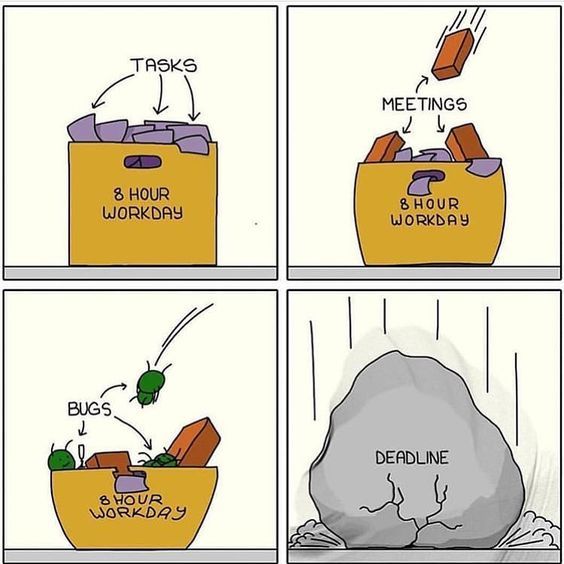 TASKS
8 HOUR
WORKDAY
MEETINGS
8 HOUR
WORKDAY
BUGS
8 HOUR
WORKDAY
DEADLINE